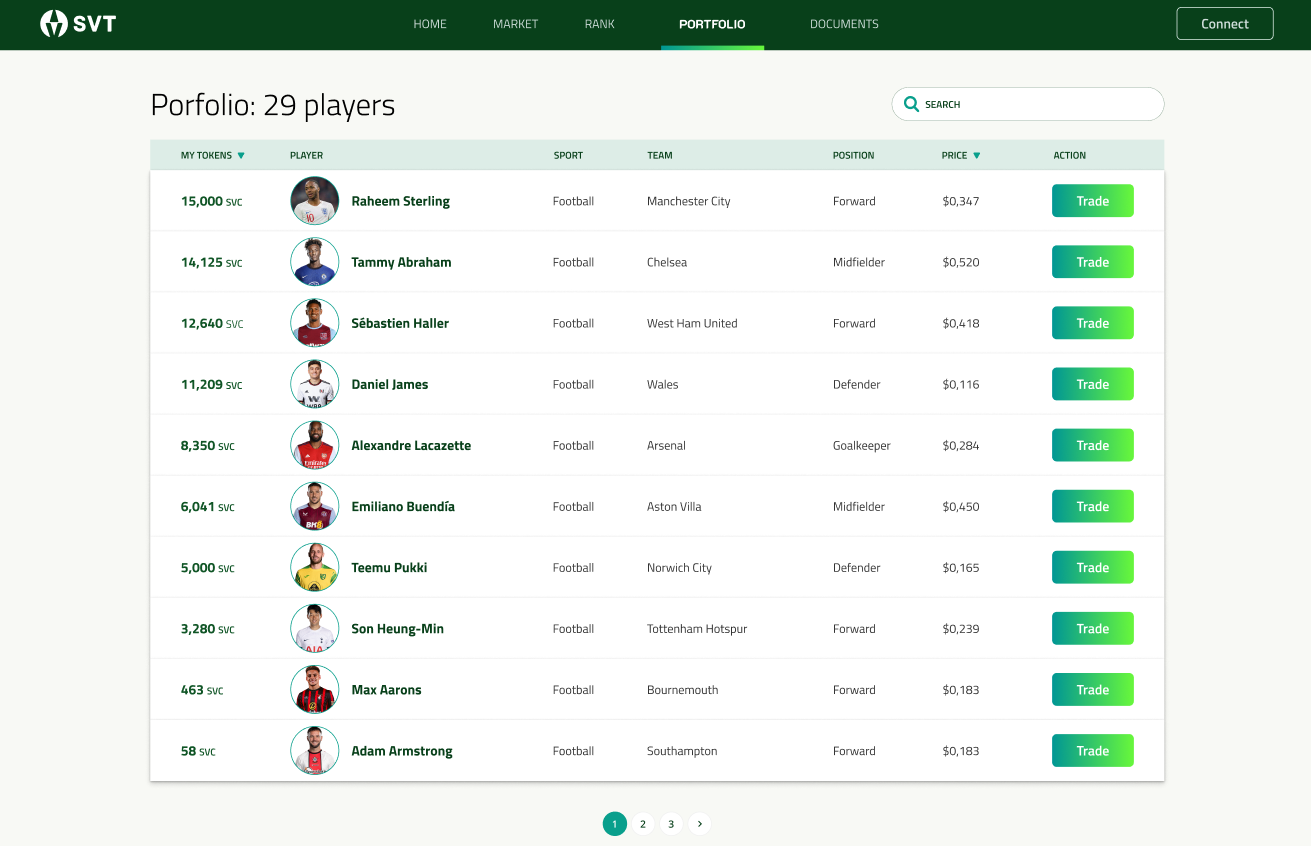 SVT HOME MARKET RANK PORTFOLIO DOCUMENTS Connect
Porfolio: 29 players SEARCH
MY TOKENS PLAYER SPORT TEAM POSITION PRICE ACTION
15,000 SVC Raheem Sterling Football Manchester City Forward $0,347 Trade
14,125 SVC Tammy Abraham Football Chelsea Midfielder $0,520 Trade
12,640 SVC Sébastien Haller Football West Ham United Forward $0,418 Trade
11,209 SVC Daniel James Football Wales Defender $0,116 Trade
8,350 SVC Alexandre Lacazette Football Arsenal Goalkeeper $0,284 Trade
6,041 SVC Emiliano Buendía Football Aston Villa Midfielder $0,450 Trade
5,000 SVC Teemu Pukki Football Norwich City Defender $0,165 Trade
3,280 SVC Son Heung-Min Football Tottenham Hotspur Forward $0,239 Trade
463 SVC Max Aarons Football Bournemouth Forward $0,183 Trade
58 SVC Adam Armstrong Football Southampton Forward $0,183 Trade
1 2 3 >